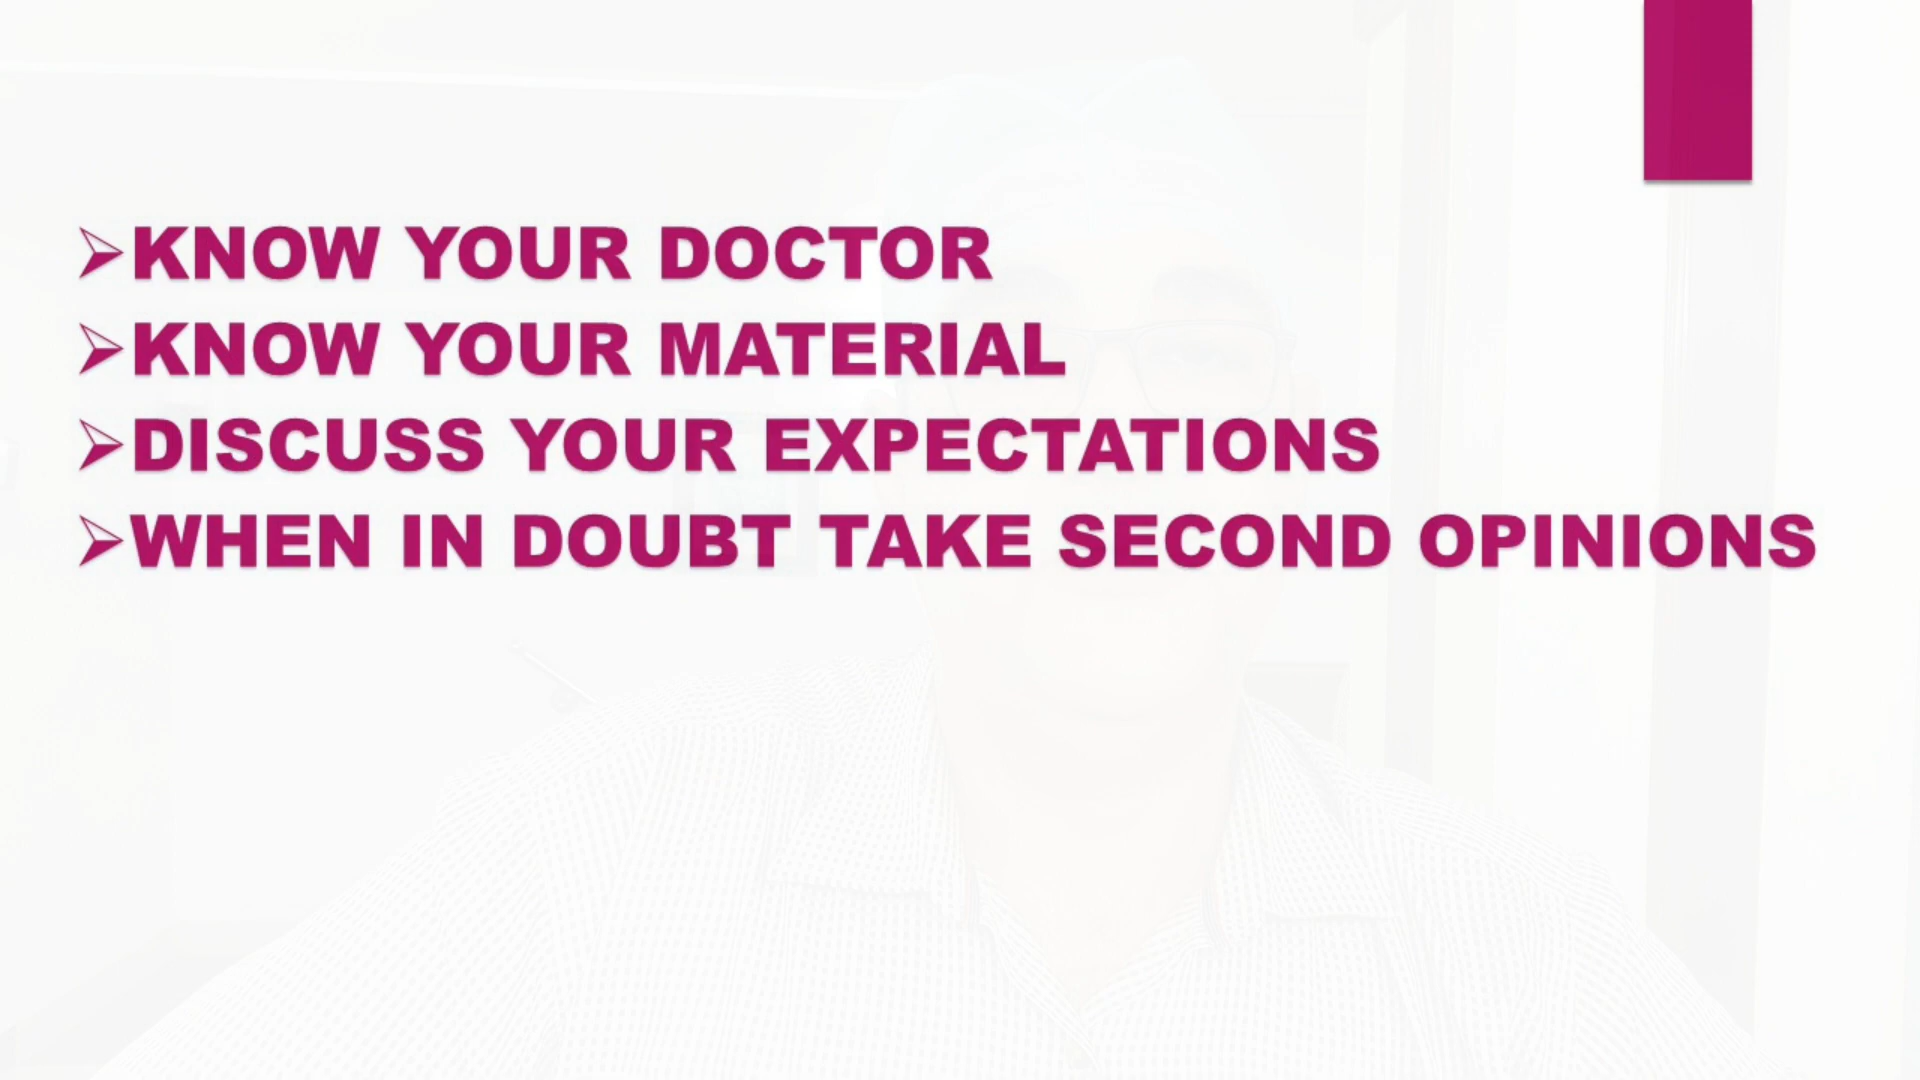 ➢KNOW YOUR DOCTOR
➢KNOW YOUR MATERIAL
➢DISCUSS YOUR EXPECTATIONS
➢WHEN IN DOUBT TAKE SECOND OPINIONS